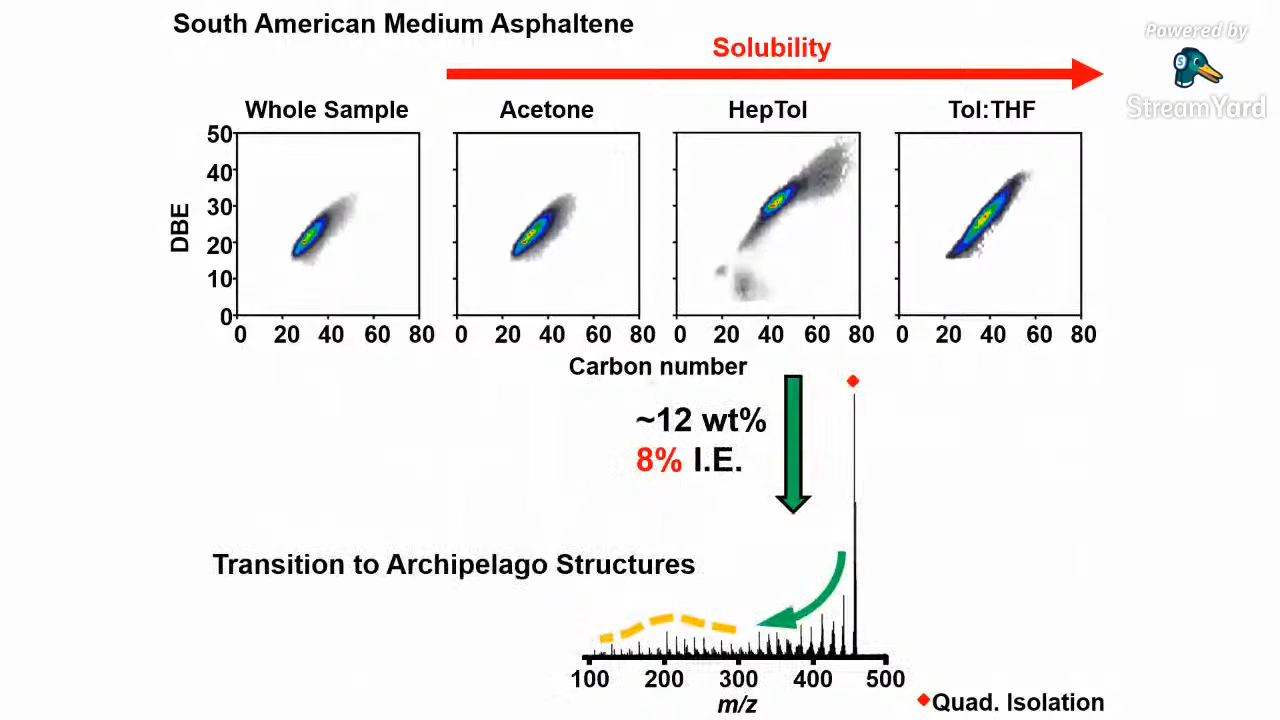 South American Medium Asphaltene
Solubility
Powered by
StreamYard
Whole Sample
Acetone
HepTol
Tol:THF
50
40
30
20
10
0
DBE
0 20 40 60 80
0 20 40 60 80
0 20 40 60 80
0 20 40 60 80
Carbon number
~12 wt%
8% I.E.
Transition to Archipelago Structures
100 200 300 400 500
m/z
Quad. Isolation